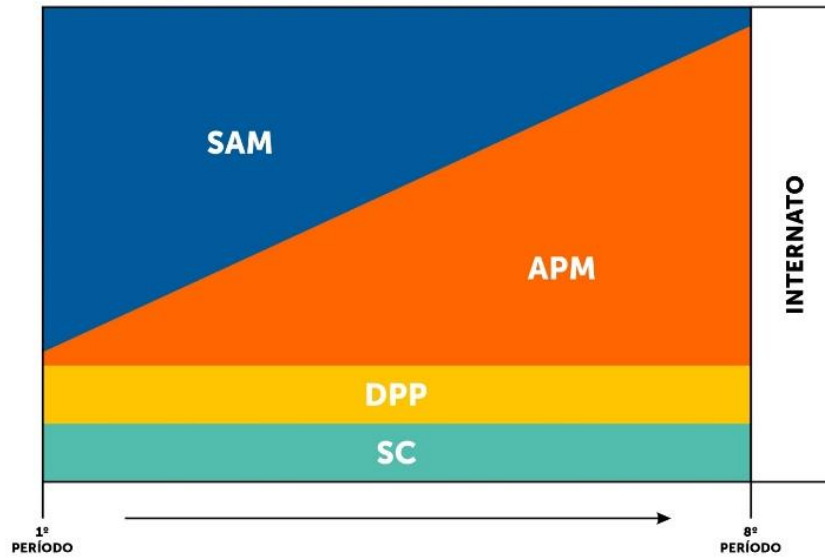 SAM
APM
INTERNATO
DPP
SC
1º
PERÍODO
8º
PERÍODO